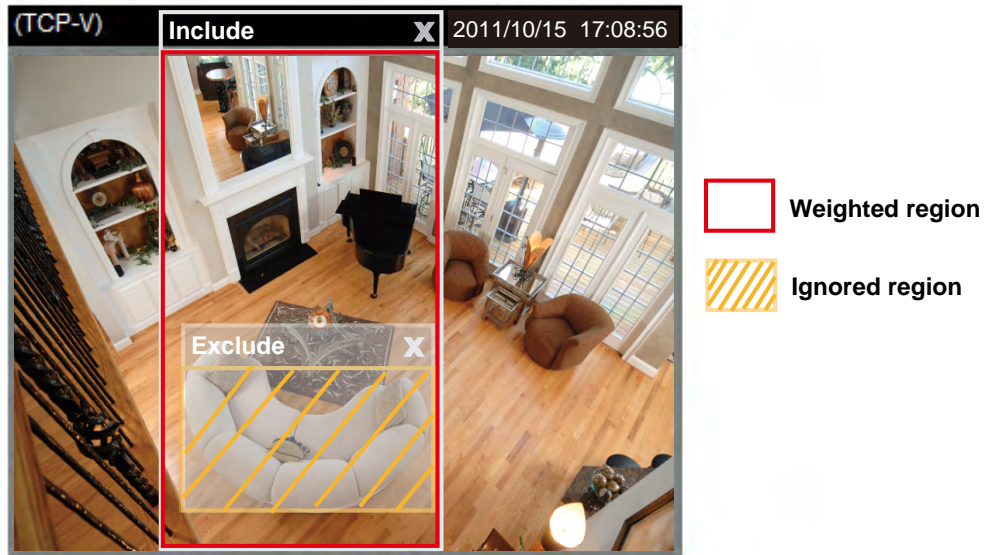 (TCP-V)
Include X
2011/10/15 17:08:56
Exclude X
Weighted region
Ignored region